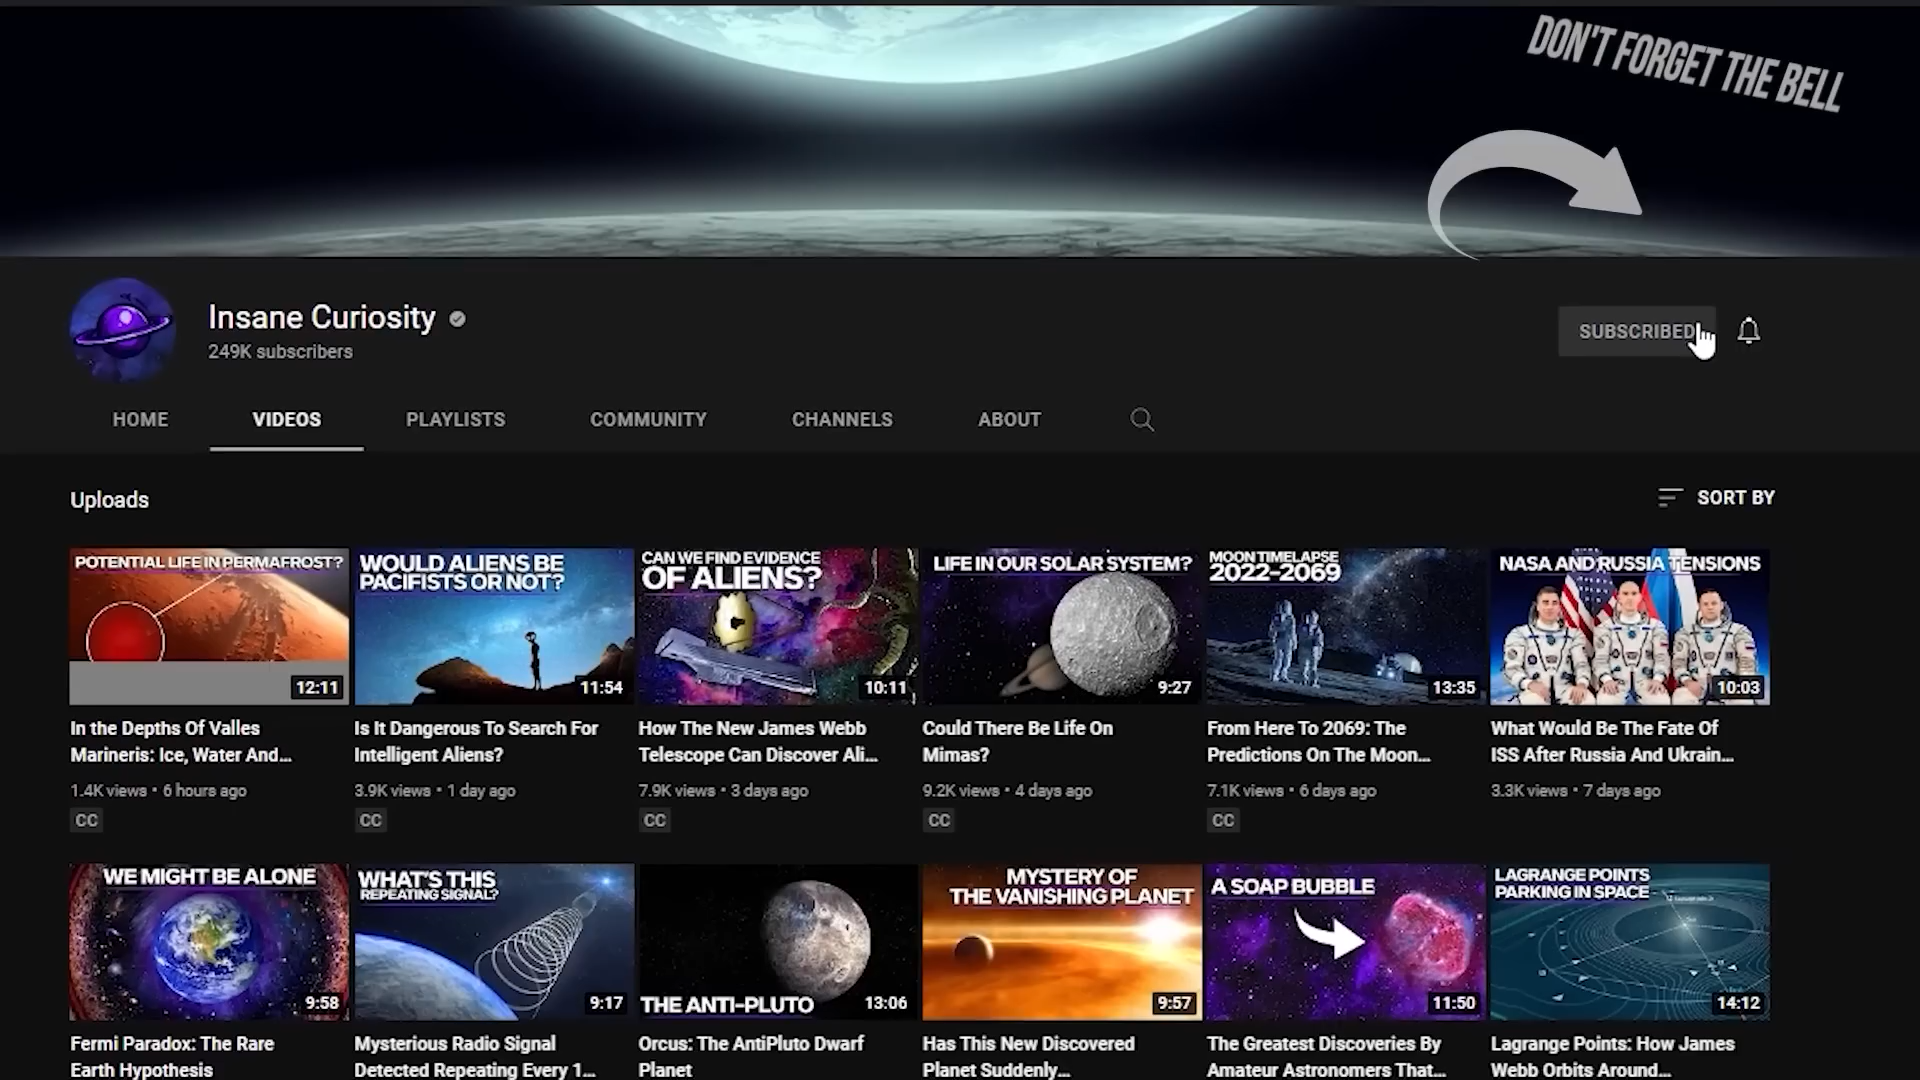 DON'T FORGET THE BELL
Insane Curiosity
249K subscribers
SUBSCRIBED
HOME
VIDEOS
PLAYLISTS
COMMUNITY
CHANNELS
ABOUT
Uploads
SORT BY
POTENTIAL LIFE IN PERMAFROST?
12:11
In the Depths Of Valles
Marineris: Ice, Water And...
1.4K views • 6 hours ago
CC
WOULD ALIENS BE
PACIFISTS OR NOT?
11:54
Is It Dangerous To Search For
Intelligent Aliens?
3.9K views • 1 day ago
CC
CAN WE FIND EVIDENCE
OF ALIENS?
10:11
How The New James Webb
Telescope Can Discover Ali...
7.9K views • 3 days ago
CC
LIFE IN OUR SOLAR SYSTEM?
9:27
Could There Be Life On
Mimas?
9.2K views • 4 days ago
CC
MOON TIMELAPSE
2022-2069
13:35
From Here To 2069: The
Predictions On The Moon...
7.1K views • 6 days ago
CC
NASA AND RUSSIA TENSIONS
10:03
What Would Be The Fate Of
ISS After Russia And Ukrain...
3.3K views • 7 days ago
WE MIGHT BE ALONE
9:58
Fermi Paradox: The Rare
Earth Hypothesis
WHAT'S THIS
REPEATING SIGNAL?
9:17
Mysterious Radio Signal
Detected Repeating Every 1...
THE ANTI-PLUTO
13:06
Orcus: The AntiPluto Dwarf
Planet
MYSTERY OF
THE VANISHING PLANET
9:57
Has This New Discovered
Planet Suddenly...
A SOAP BUBBLE
11:50
The Greatest Discoveries By
Amateur Astronomers That...
LAGRANGE POINTS
PARKING IN SPACE
14:12
Lagrange Points: How James
Webb Orbits Around...